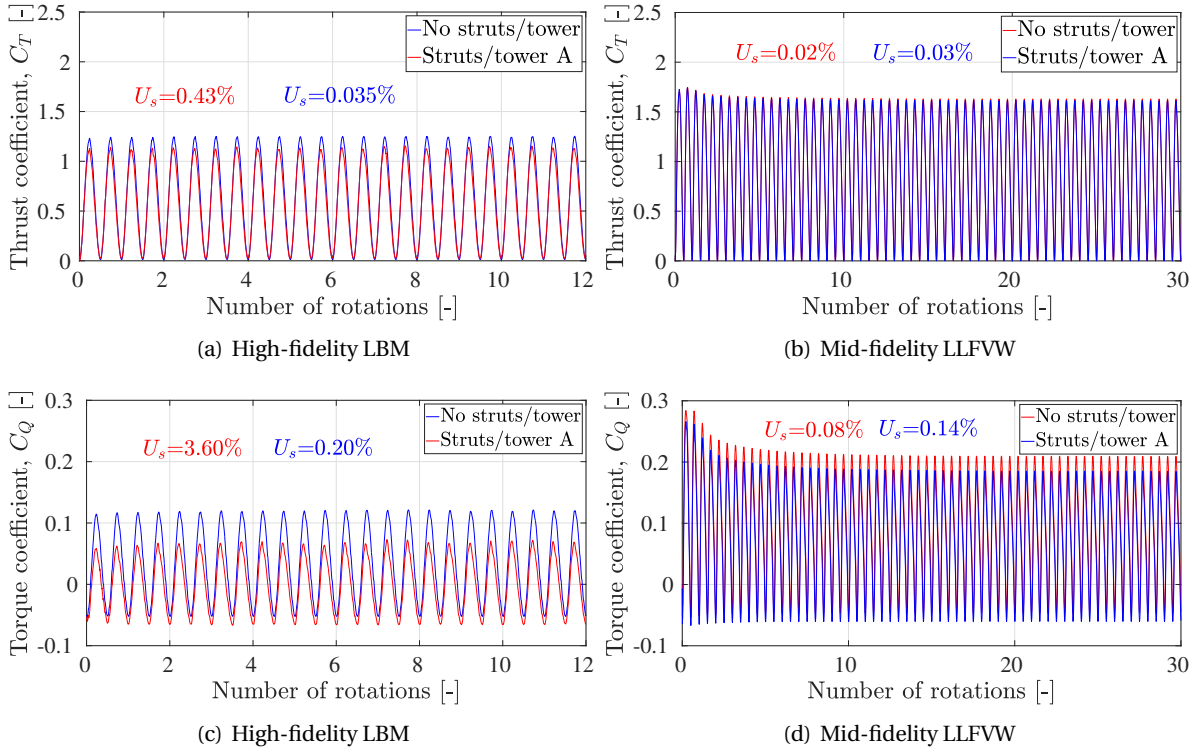 Thrust coefficient, C_T [-]
2.5
2
1.5
1
0.5
0
No struts/tower
Struts/tower A
U_s=0.43% U_s=0.035%
0 2 4 6 8 10 12
Number of rotations [-]
(a) High-fidelity LBM
Thrust coefficient, C_T [-]
2.5
2
1.5
1
0.5
0
No struts/tower
Struts/tower A
U_s=0.02% U_s=0.03%
0 10 20 30
Number of rotations [-]
(b) Mid-fidelity LLFVW
Torque coefficient, C_Q [-]
0.3
0.2
0.1
0
-0.1
No struts/tower
Struts/tower A
U_s=3.60% U_s=0.20%
0 2 4 6 8 10 12
Number of rotations [-]
(c) High-fidelity LBM
Torque coefficient, C_Q [-]
0.3
0.2
0.1
0
-0.1
No struts/tower
Struts/tower A
U_s=0.08% U_s=0.14%
0 10 20 30
Number of rotations [-]
(d) Mid-fidelity LLFVW